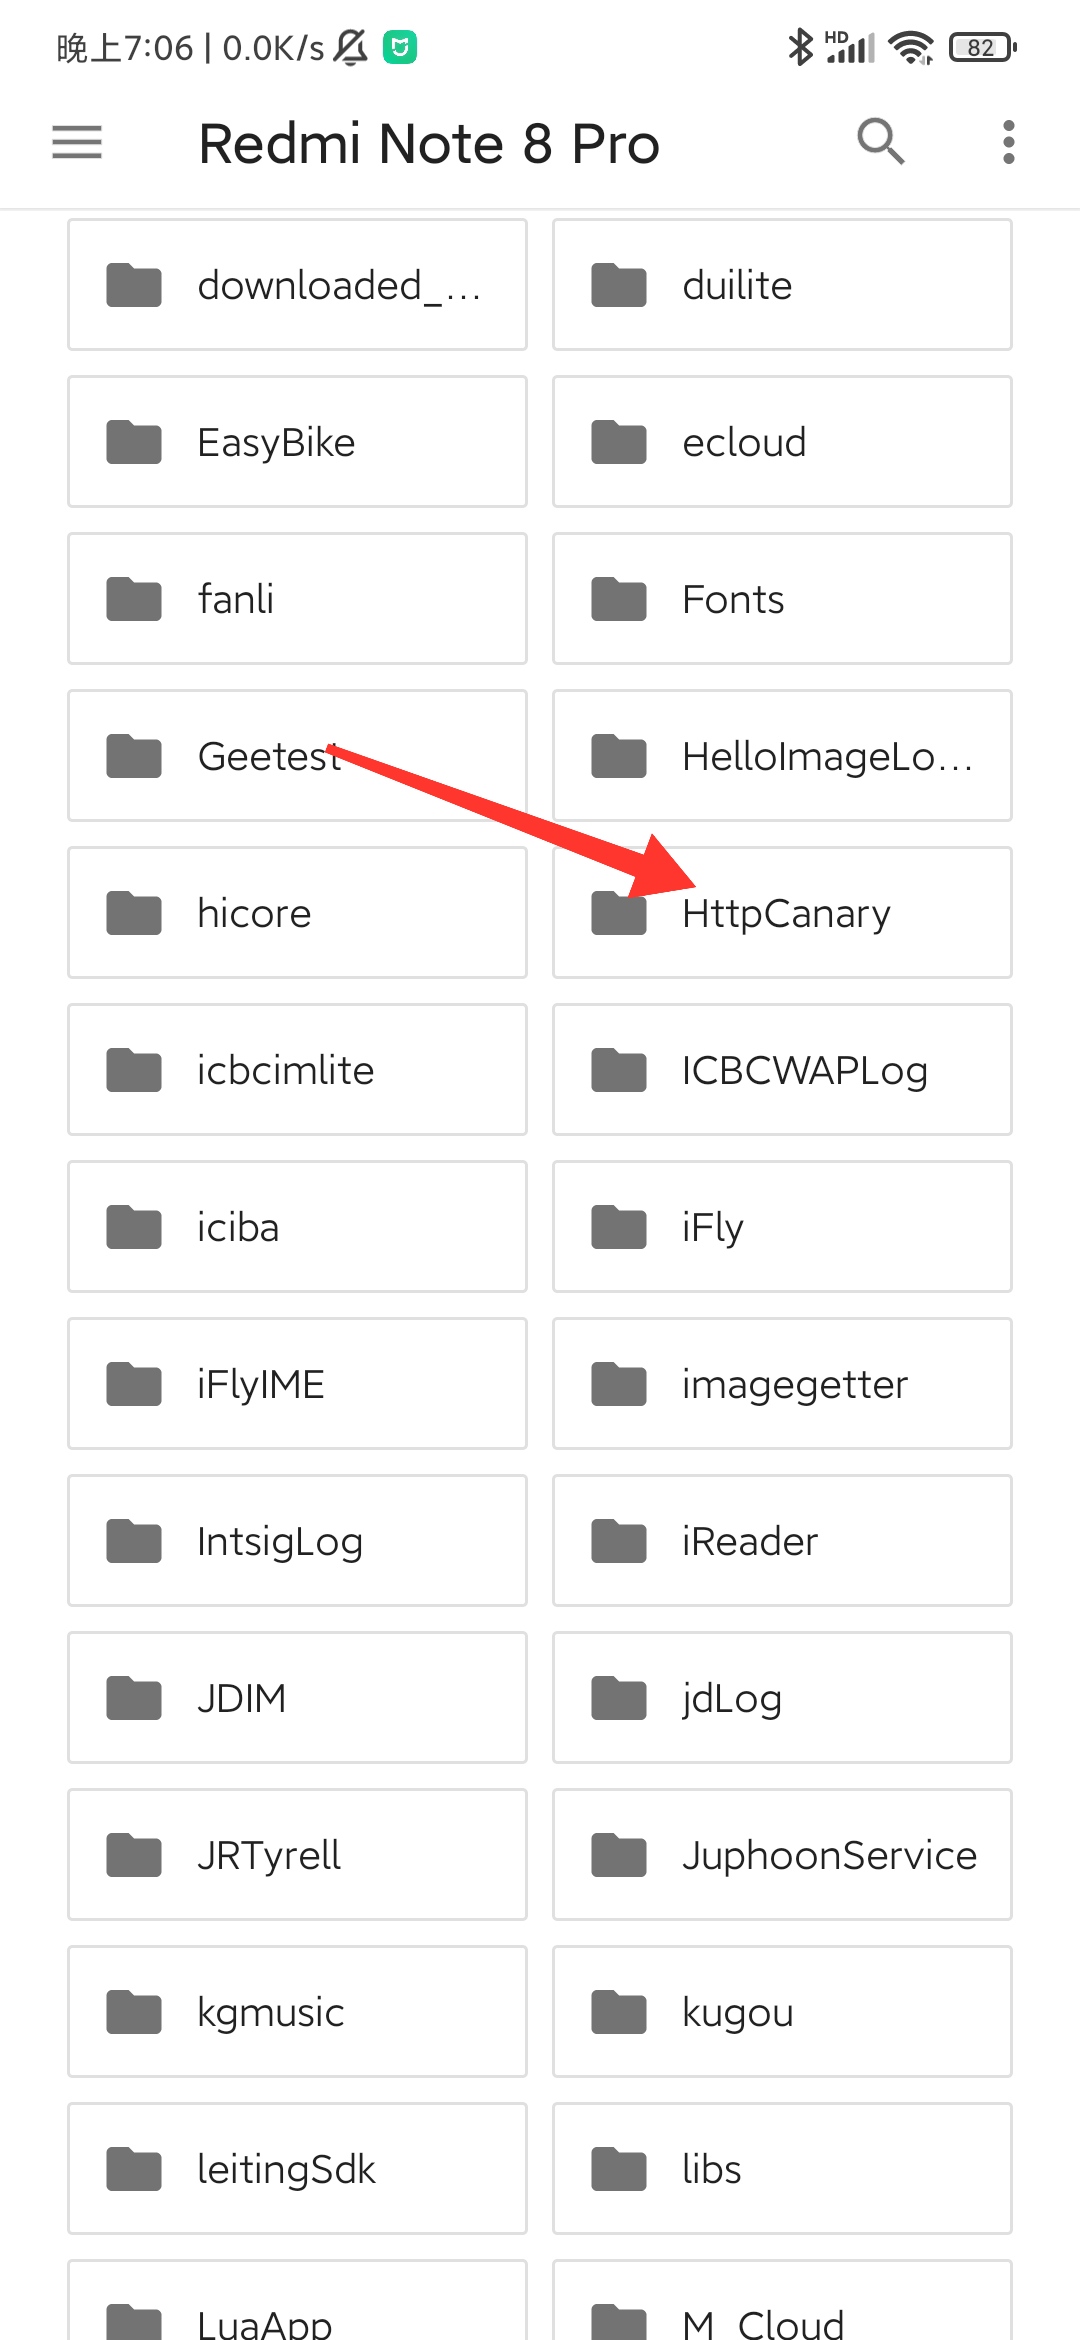 晚上7:06 | 0.0K/s HD 82
Redmi Note 8 Pro
downloaded_... duilite
EasyBike ecloud
fanli Fonts
Geetest HelloImageLo...
hicore HttpCanary
icbcimlite ICBCWAPLog
iciba iFly
iFlyIME imagegetter
IntsigLog iReader
JDIM jdLog
JRTyrell JuphoonService
kgmusic kugou
leitingSdk libs
LuaApp M_Cloud